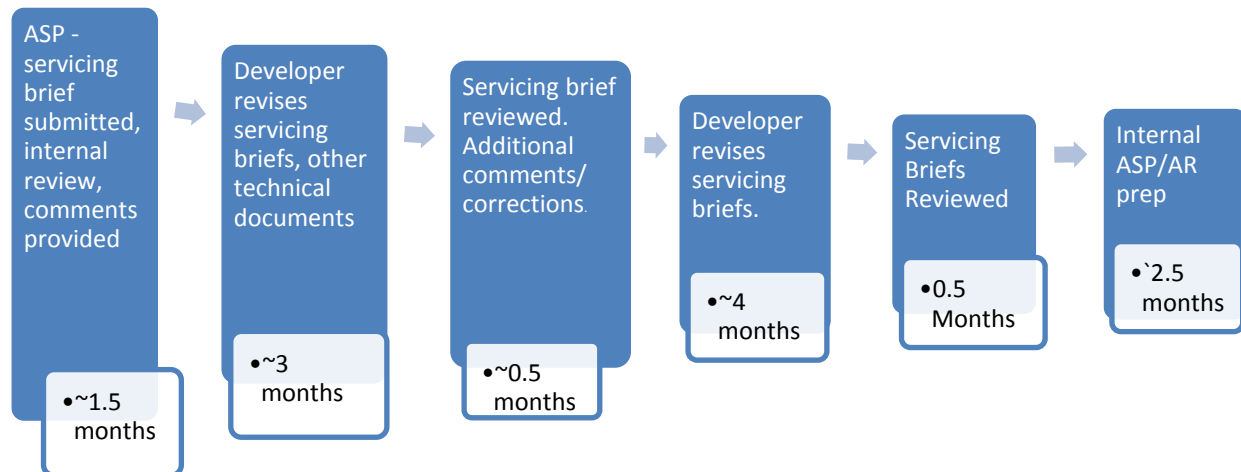 ASP -
servicing
brief
submitted,
internal
review,
comments
provided
•~1.5
months
Developer
revises
servicing
briefs, other
technical
documents
•~3
months
Servicing brief
reviewed.
Additional
comments/
corrections.
•~0.5
months
Developer
revises
servicing
briefs.
•~4
months
Servicing
Briefs
Reviewed
•0.5
Months
Internal
ASP/AR
prep
•`2.5
months